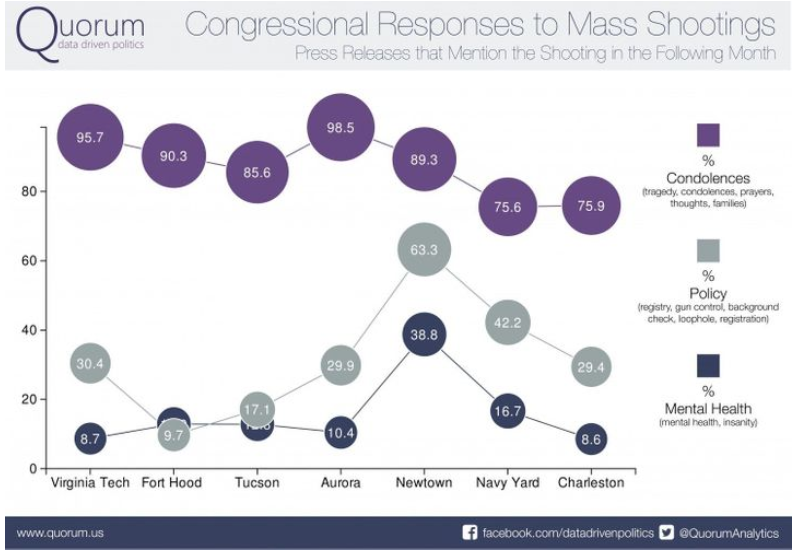 Quorum
data driven politics
Congressional Responses to Mass Shootings
Press Releases that Mention the Shooting in the Following Month
95.7
90.3
85.6
98.5
89.3
75.6
75.9
80
60
40
20
0
30.4
9.7
17.1
29.9
63.3
42.2
29.4
8.7
10.4
38.8
16.7
8.6
Virginia Tech
Fort Hood
Tucson
Aurora
Newtown
Navy Yard
Charleston
%
Condolences
(tragedy, condolences, prayers,
thoughts, families)
%
Policy
(registry, gun control, background
check, loophole, registration)
%
Mental Health
(mental health, insanity)
www.quorum.us
facebook.com/datadrivenpolitics
@QuorumAnalytics